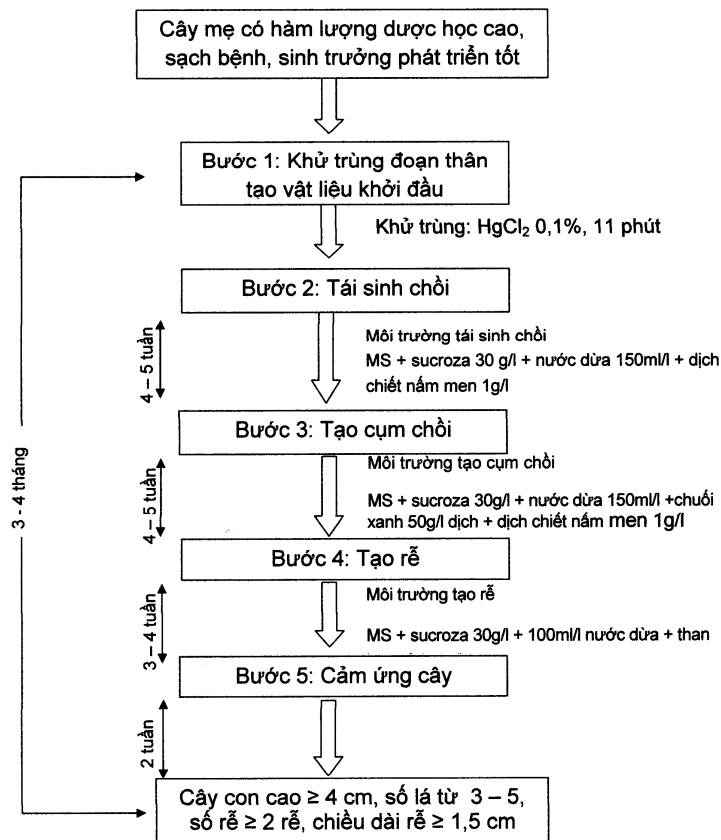 Cây mẹ có hàm lượng dược học cao,
sạch bệnh, sinh trưởng phát triển tốt
Bước 1: Khử trùng đoạn thân
tạo vật liệu khởi đầu
Khử trùng: HgCl₂ 0,1%, 11 phút
Bước 2: Tái sinh chồi
4 – 5 tuần
Môi trường tái sinh chồi
MS + sucroza 30 g/l + nước dừa 150ml/l + dịch
chiết nấm men 1g/l
Bước 3: Tạo cụm chồi
4 – 5 tuần
Môi trường tạo cụm chồi
MS + sucroza 30g/l + nước dừa 150ml/l +chuối
xanh 50g/l dịch + dịch chiết nấm men 1g/l
Bước 4: Tạo rễ
3 – 4 tuần
Môi trường tạo rễ
MS + sucroza 30g/l + 100ml/l nước dừa + than
Bước 5: Cảm ứng cây
2 tuần
3 - 4 tháng
Cây con cao ≥ 4 cm, số lá từ 3 – 5,
số rễ ≥ 2 rễ, chiều dài rễ ≥ 1,5 cm